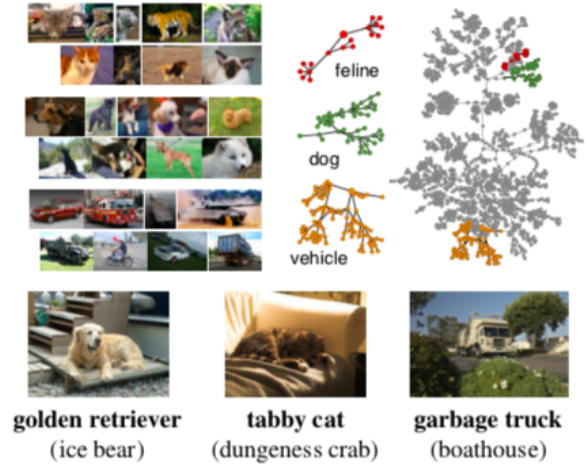 feline
dog
vehicle
golden retriever
(ice bear)
tabby cat
(dungeness crab)
garbage truck
(boathouse)